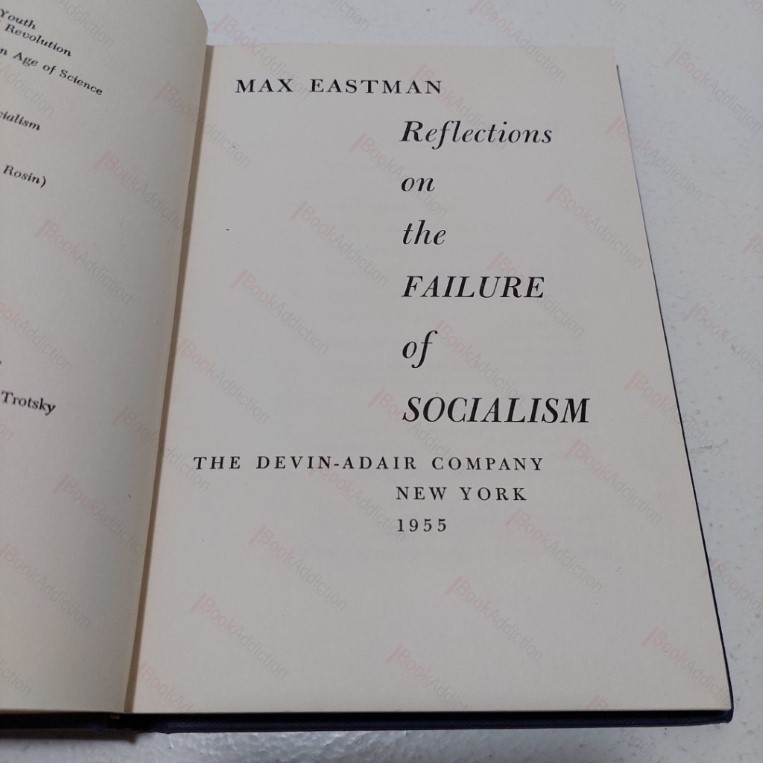 Youth
Revolution
n Age of Science
cialism
Rosin)
Trotsky
MAX EASTMAN
Reflections
on
the
FAILURE
of
SOCIALISM
THE DEVIN-ADAIR COMPANY
NEW YORK
1955
BookAddiction